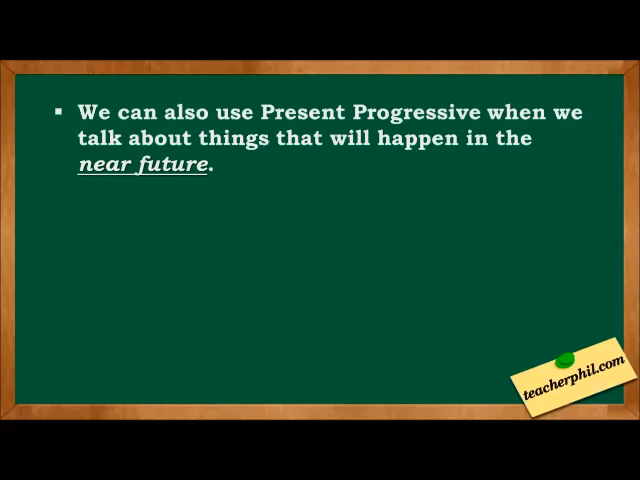 ▪ We can also use Present Progressive when we
talk about things that will happen in the
near future.
teacherphil.com